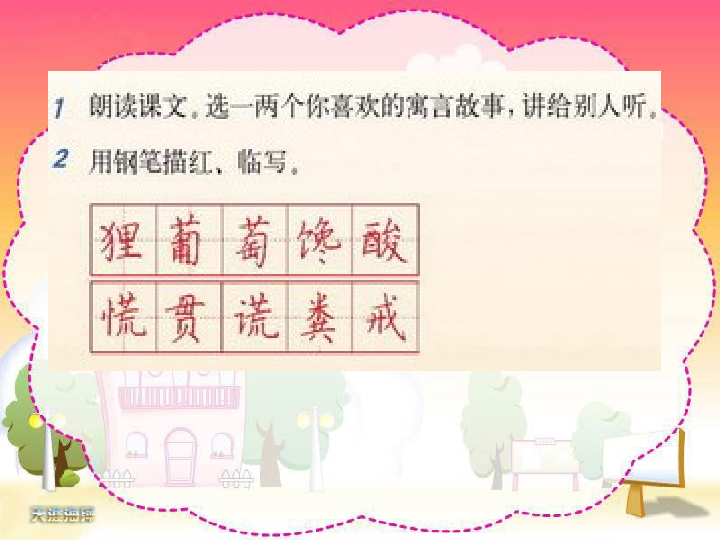 1 朗读课文。选一两个你喜欢的寓言故事，讲给别人听。
2 用钢笔描红、临写。
狸葡萄馋酸
慌贯谎粪戒